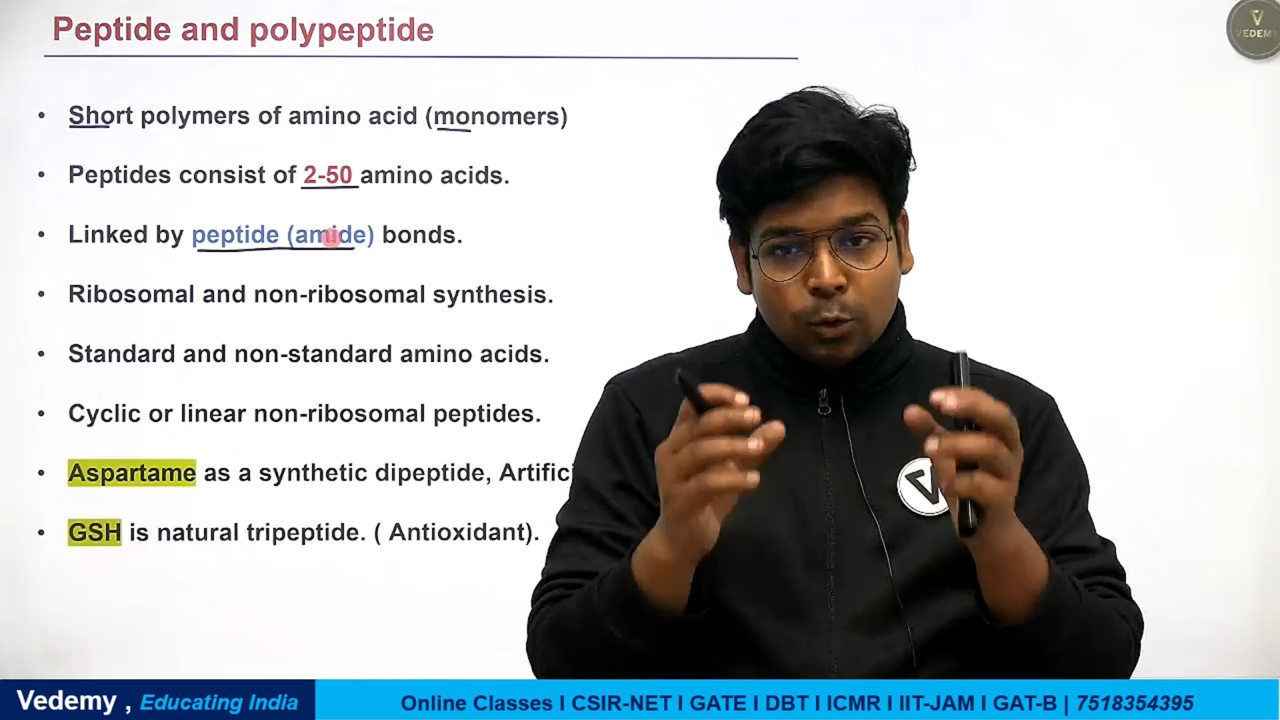 Peptide and polypeptide
VEDEMY
• Short polymers of amino acid (monomers)
• Peptides consist of 2-50 amino acids.
• Linked by peptide (amide) bonds.
• Ribosomal and non-ribosomal synthesis.
• Standard and non-standard amino acids.
• Cyclic or linear non-ribosomal peptides.
• Aspartame as a synthetic dipeptide, Artifici
• GSH is natural tripeptide. ( Antioxidant).
Vedemy , Educating India
Online Classes I CSIR-NET I GATE I DBT I ICMR I IIT-JAM I GAT-B | 7518354395